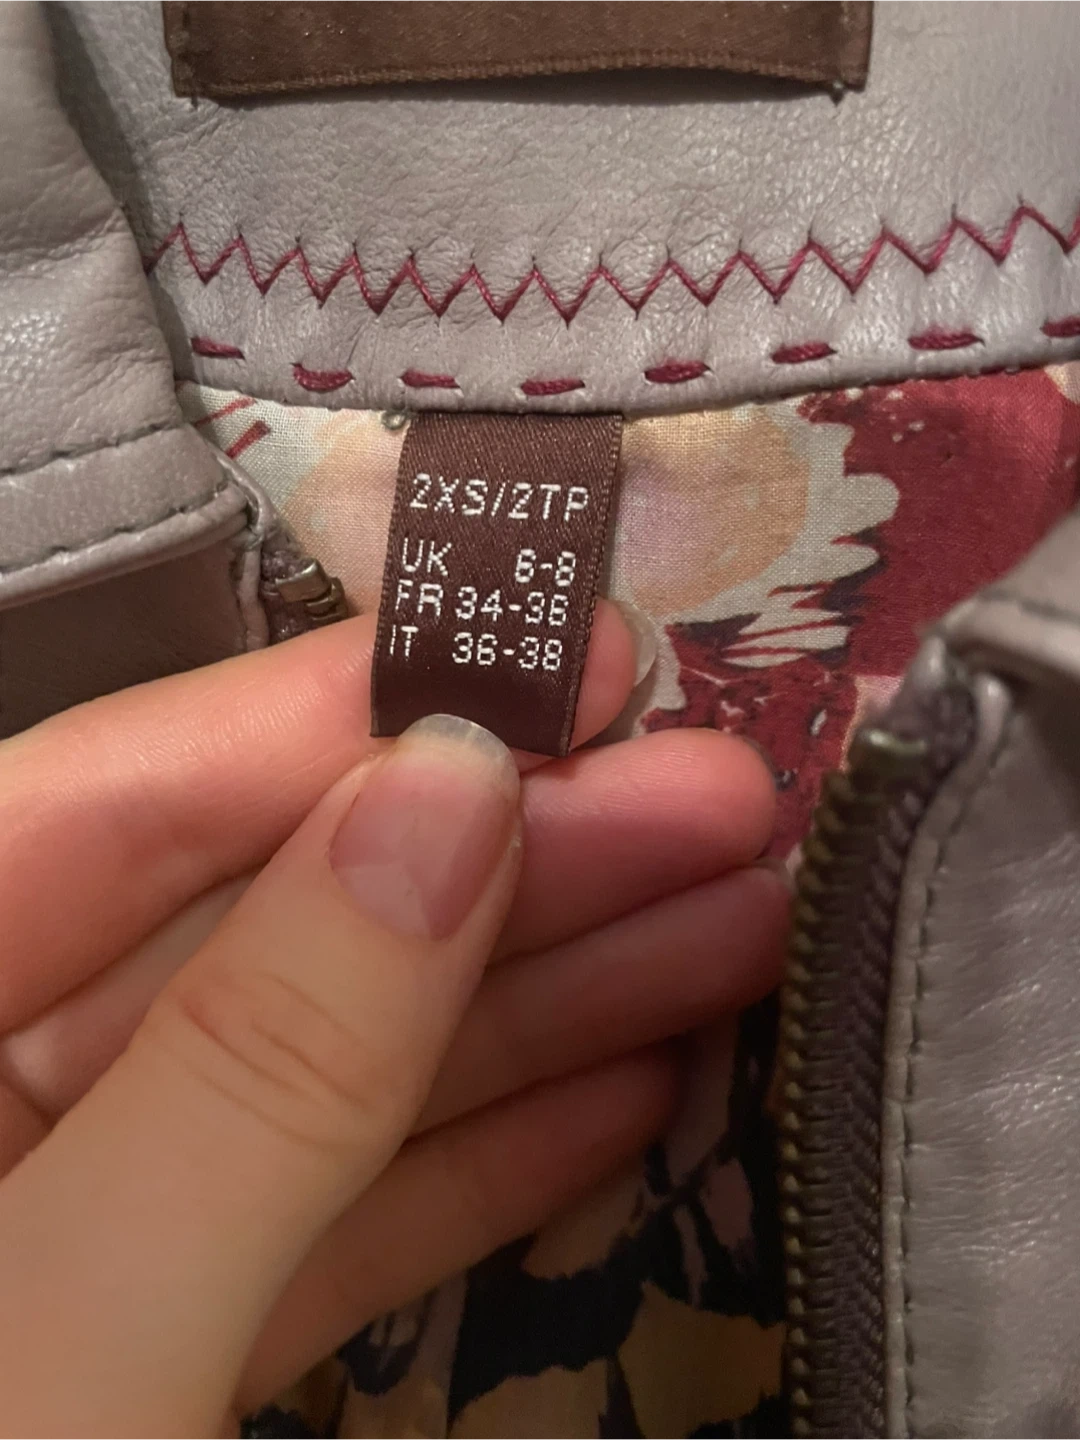 2XS/2TP
UK 6-8
FR 34-36
IT 36-38